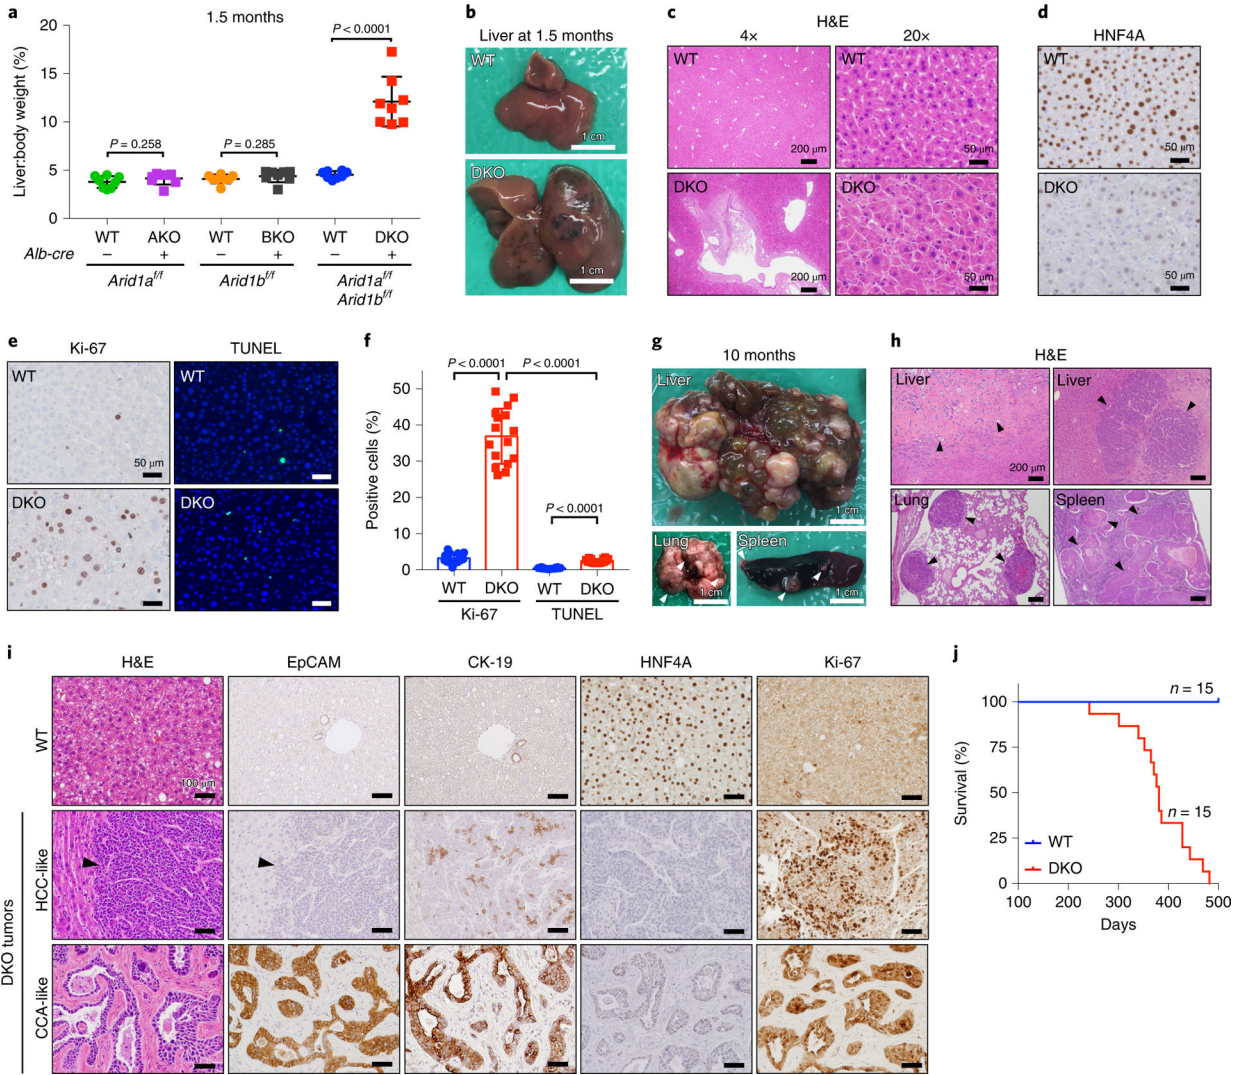 a
1.5 months
Liver:body weight (%)
20
15
10
5
0
P < 0.0001
P = 0.258
P = 0.285
WT AKO WT BKO WT DKO
Alb-cre – + – + – +
Arid1a^f/f Arid1b^f/f Arid1a^f/f
Arid1b^f/f
b
Liver at 1.5 months
WT
1 cm
DKO
1 cm
c
H&E
4× 20×
WT WT
200 μm 50 μm
DKO DKO
200 μm 50 μm
d
HNF4A
WT
50 μm
DKO
50 μm
e
Ki-67 TUNEL
WT WT
50 μm
DKO DKO
f
P < 0.0001 P < 0.0001
P < 0.0001
Positive cells (%)
50
40
30
20
10
0
WT DKO WT DKO
Ki-67 TUNEL
g
10 months
Liver
1 cm
Lung Spleen
1 cm 1 cm
h
H&E
Liver Liver
200 μm
Lung Spleen
i
H&E EpCAM CK-19 HNF4A Ki-67
WT
100 μm
DKO tumors
HCC-like
CCA-like
j
Survival (%)
100
75
50
25
0
n = 15
n = 15
WT
DKO
100 200 300 400 500
Days